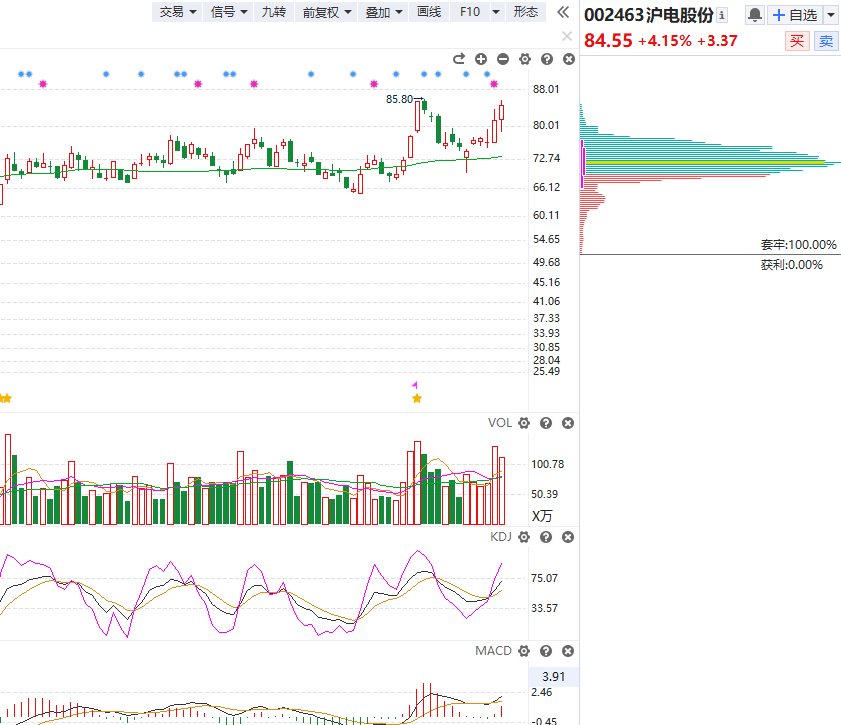 交易 信号 九转 前复权 叠加 画线 F10 形态
002463沪电股份 自选
84.55 +4.15% +3.37 买 卖
85.80
88.01
80.01
72.74
66.12
60.11
54.65
49.68
45.16
41.06
37.33
33.93
30.85
28.04
25.49
套牢:100.00%
获利:0.00%
VOL
100.78
50.39
X万
KDJ
75.07
33.57
MACD
3.91
2.46
-0.45